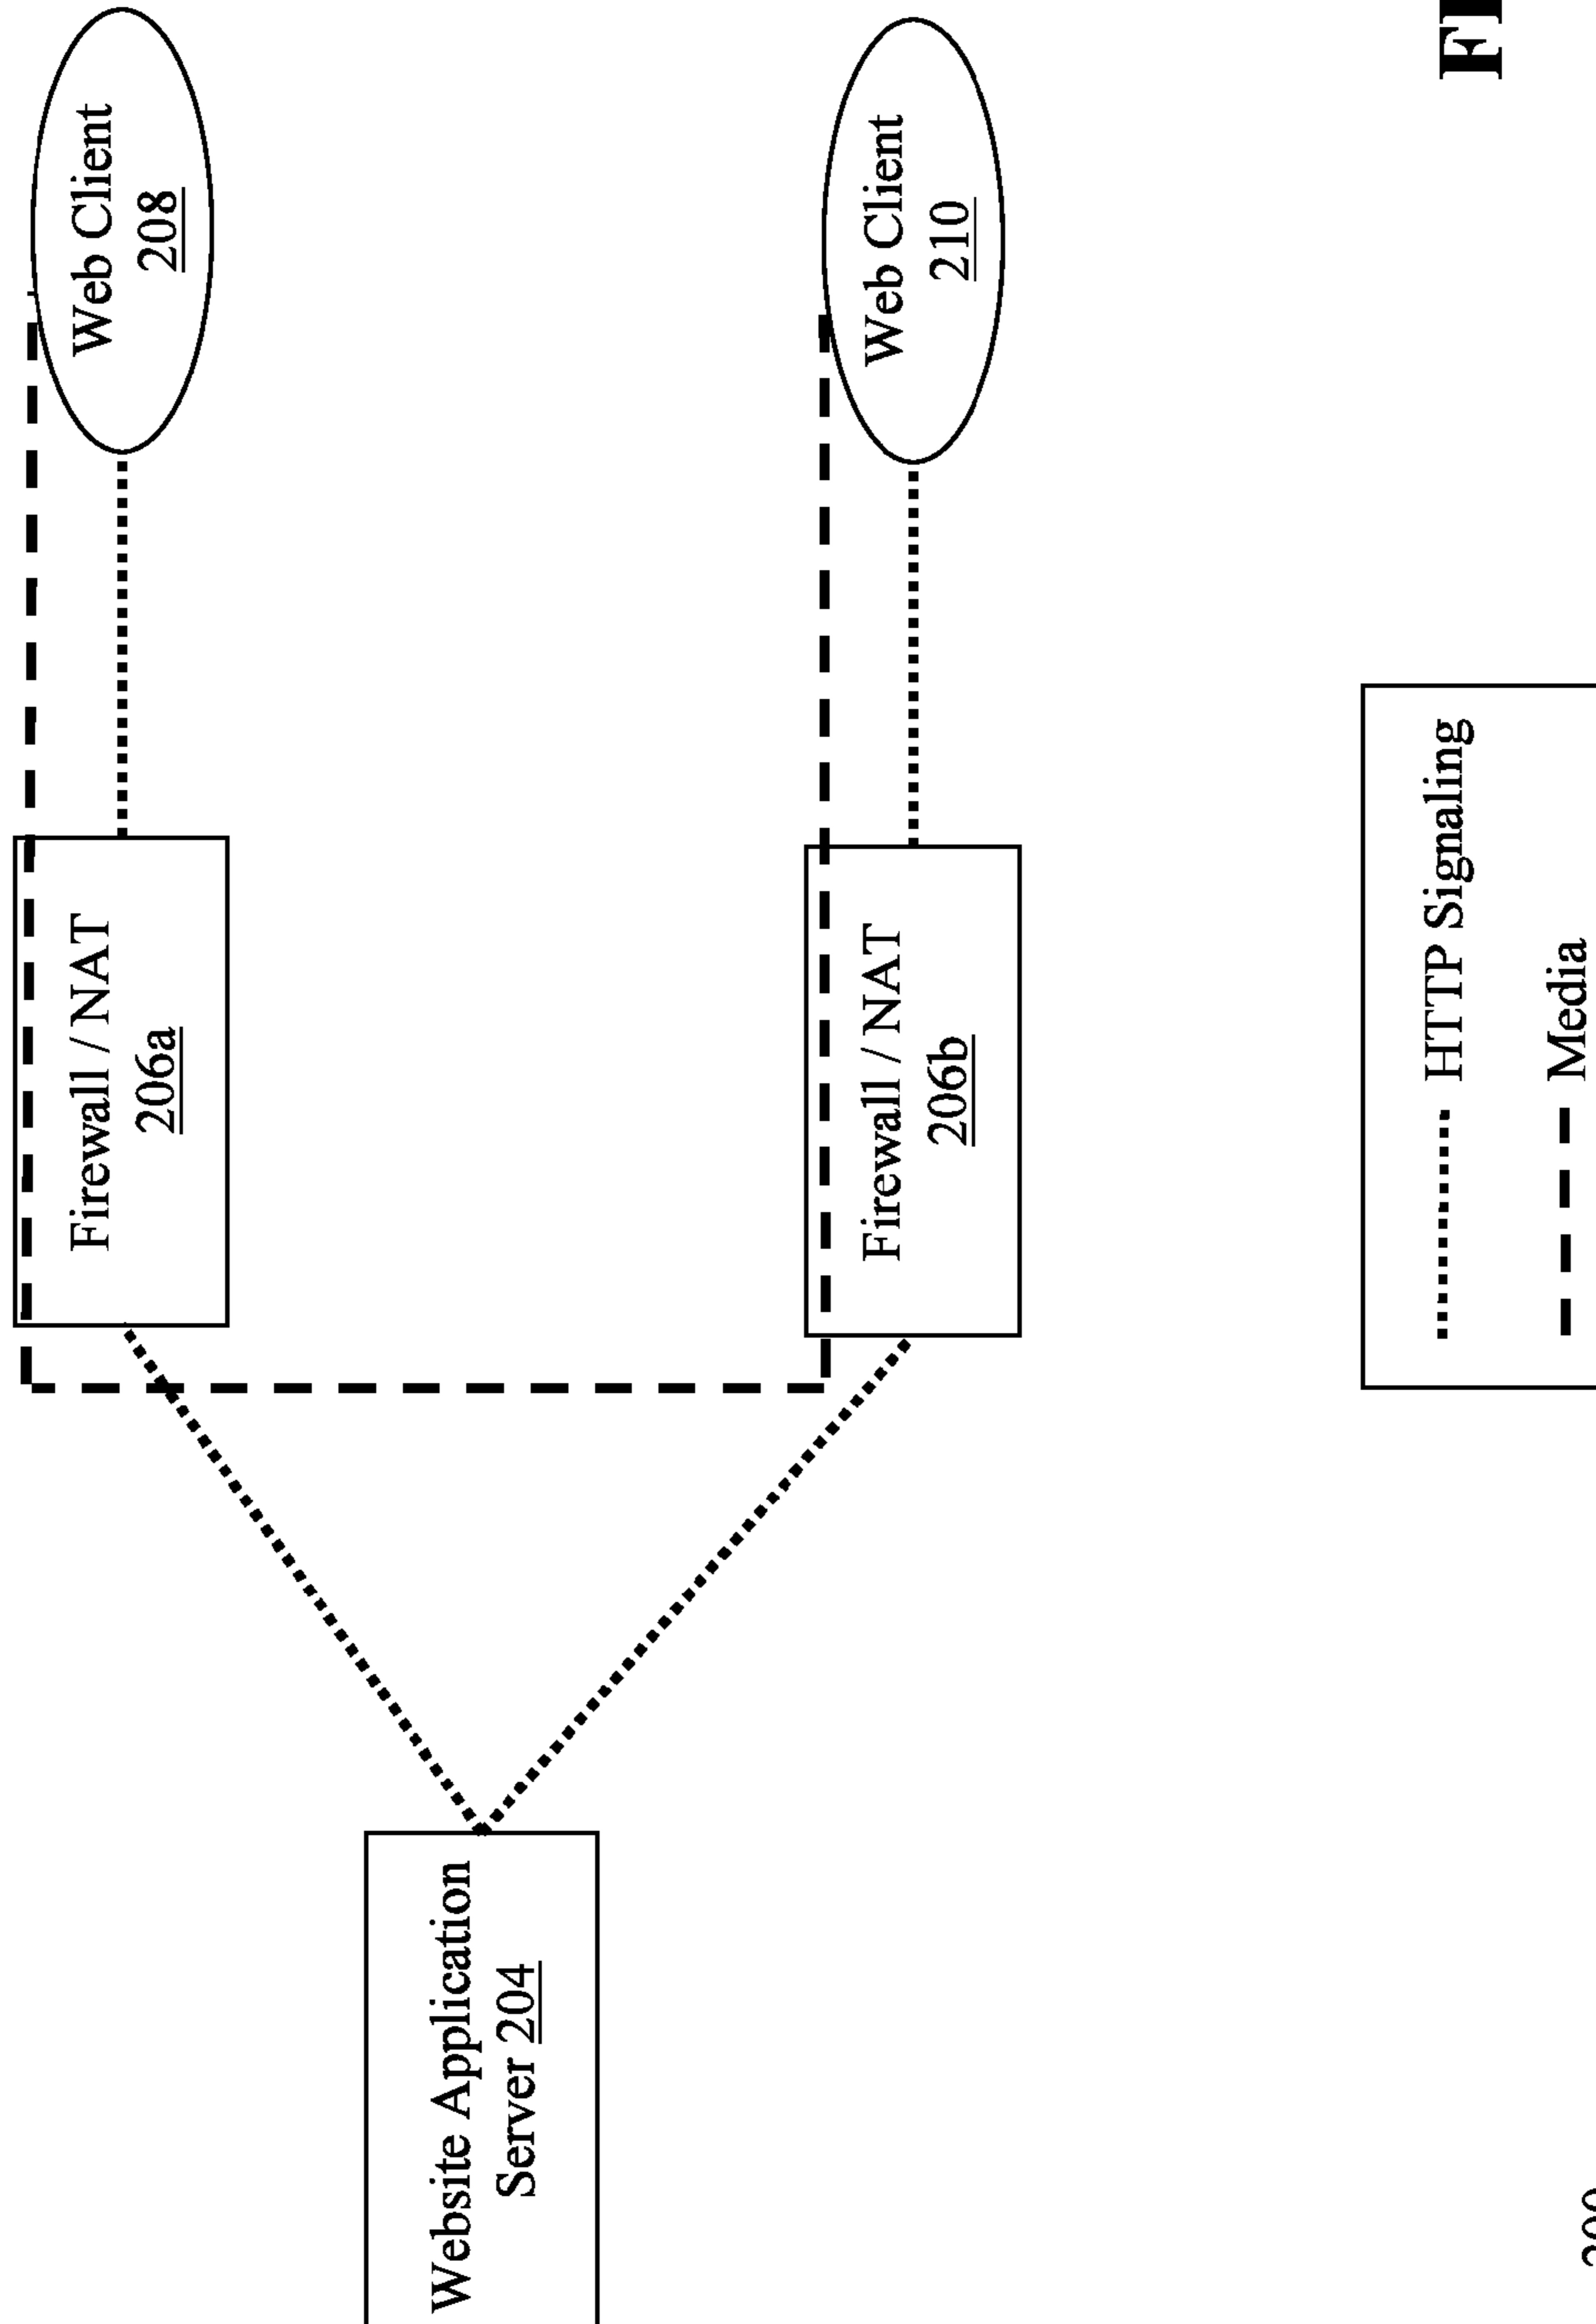 Web Client
208
Firewall / NAT
206a
Website Application
Server 204
Web Client
210
Firewall / NAT
206b
HTTP Signaling
Media